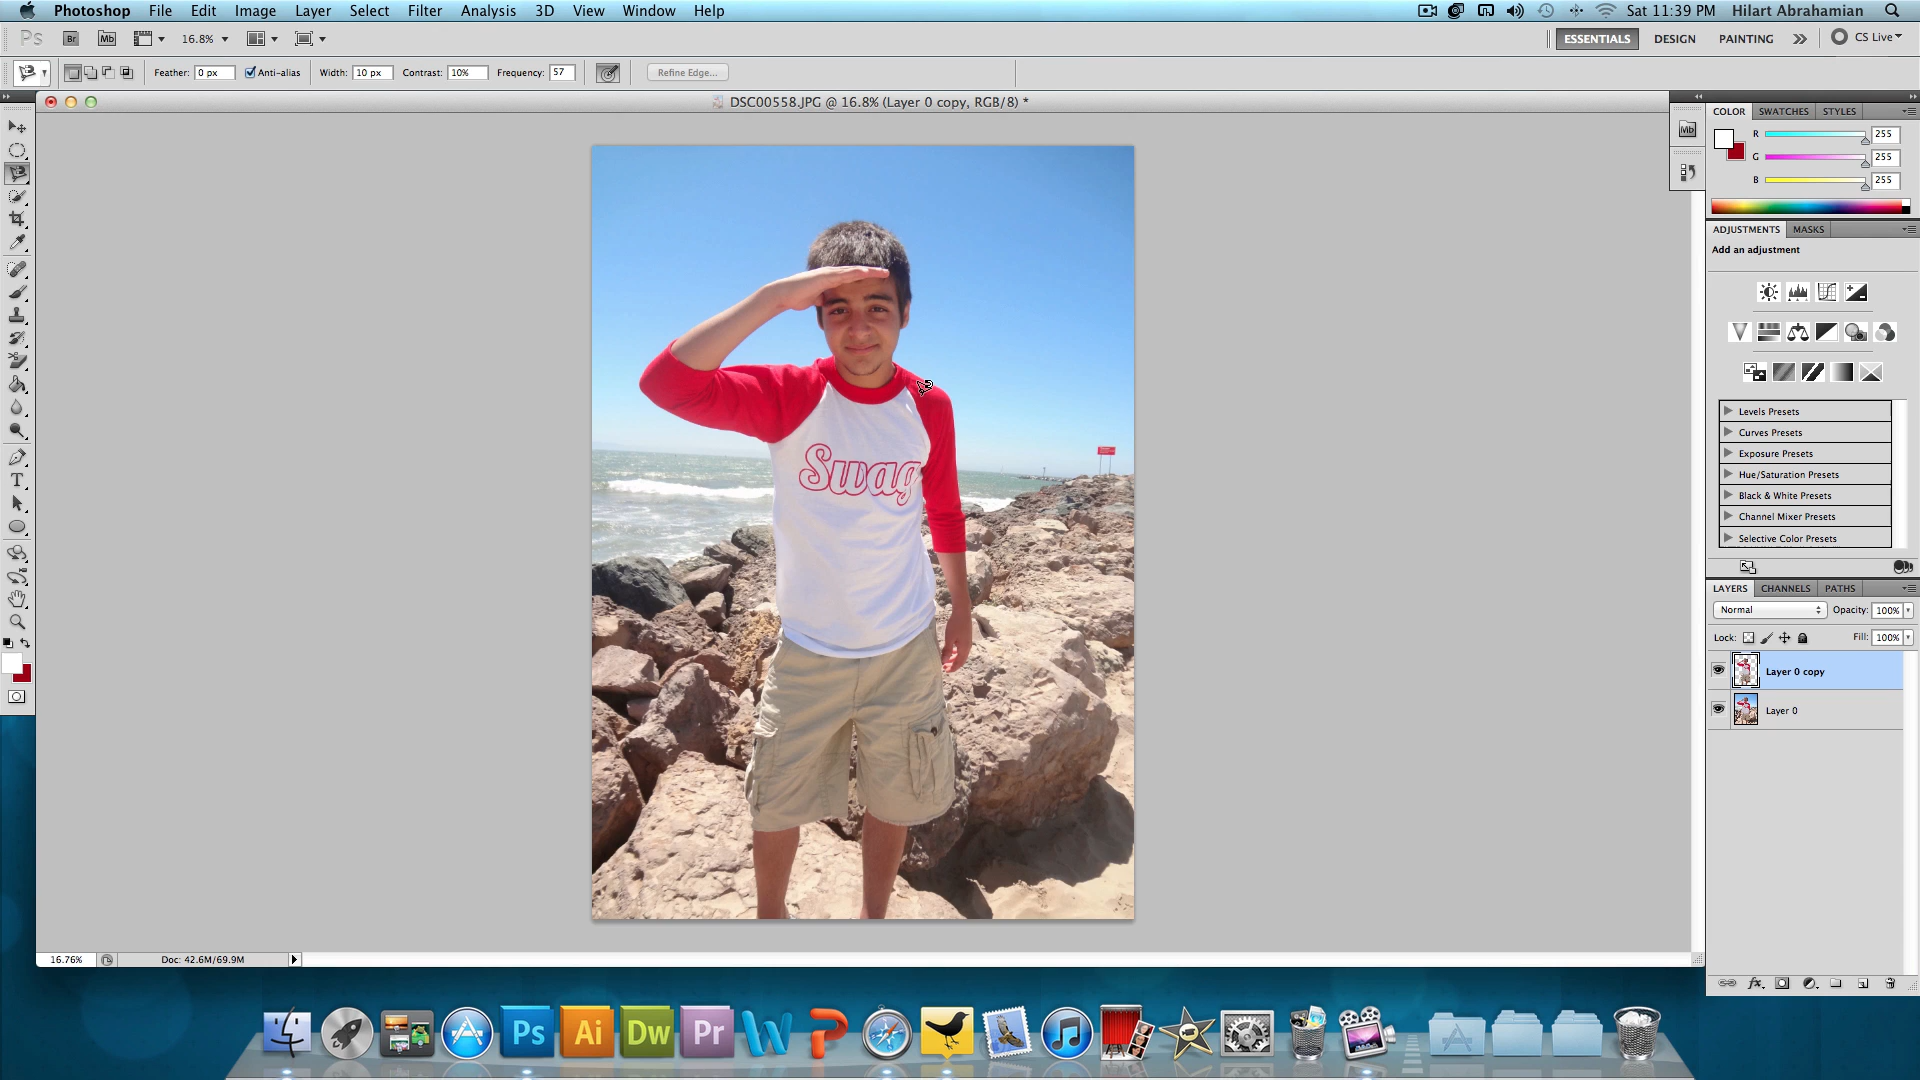 Photoshop File Edit Image Layer Select Filter Analysis 3D View Window Help Sat 11:39 PM Hilart Abrahamian
Ps Br Mb 16.8% ESSENTIALS DESIGN PAINTING CS Live
Feather: 0 px Anti-alias Width: 10 px Contrast: 10% Frequency: 57 Refine Edge...
DSC00558.JPG @ 16.8% (Layer 0 copy, RGB/8) *
COLOR SWATCHES STYLES
Mb
R 255
G 255
B 255
ADJUSTMENTS MASKS
Add an adjustment
Levels Presets
Curves Presets
Exposure Presets
Hue/Saturation Presets
Black & White Presets
Channel Mixer Presets
Selective Color Presets
LAYERS CHANNELS PATHS
Normal Opacity: 100%
Lock: Fill: 100%
Layer 0 copy
Layer 0
Swag
T
16.76% Doc: 42.6M/69.9M
fx
Ps Ai Dw Pr